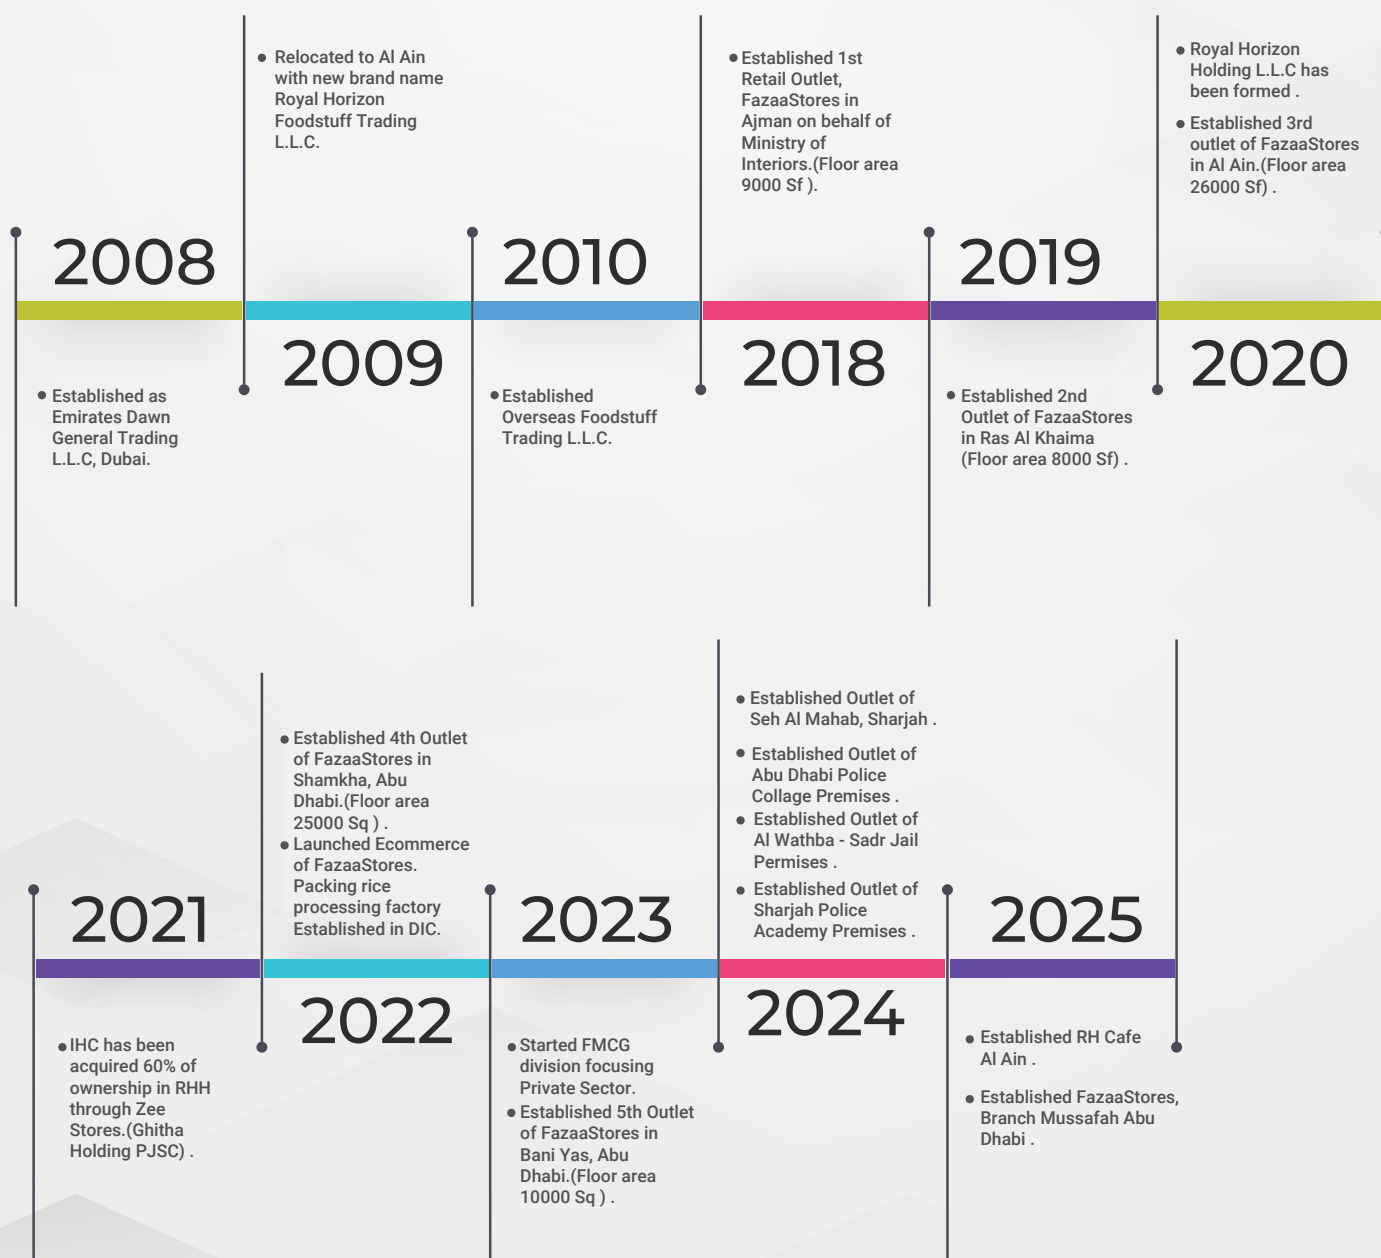 2008
● Established as
Emirates Dawn
General Trading
L.L.C, Dubai.
● Relocated to Al Ain
with new brand name
Royal Horizon
Foodstuff Trading
L.L.C.
2009
2010
● Established
Overseas Foodstuff
Trading L.L.C.
● Established 1st
Retail Outlet,
FazaaStores in
Ajman on behalf of
Ministry of
Interiors.(Floor area
9000 Sf ).
2018
2019
● Established 2nd
Outlet of FazaaStores
in Ras Al Khaima
(Floor area 8000 Sf) .
● Royal Horizon
Holding L.L.C has
been formed .
● Established 3rd
outlet of FazaaStores
in Al Ain.(Floor area
26000 Sf) .
2020
2021
● IHC has been
acquired 60% of
ownership in RHH
through Zee
Stores.(Ghitha
Holding PJSC) .
● Established 4th Outlet
of FazaaStores in
Shamkha, Abu
Dhabi.(Floor area
25000 Sq ) .
● Launched Ecommerce
of FazaaStores.
Packing rice
processing factory
Established in DIC.
2022
2023
● Started FMCG
division focusing
Private Sector.
● Established 5th Outlet
of FazaaStores in
Bani Yas, Abu
Dhabi.(Floor area
10000 Sq ) .
● Established Outlet of
Seh Al Mahab, Sharjah .
● Established Outlet of
Abu Dhabi Police
Collage Premises .
● Established Outlet of
Al Wathba - Sadr Jail
Permises .
● Established Outlet of
Sharjah Police
Academy Premises .
2024
2025
● Established RH Cafe
Al Ain .
● Established FazaaStores,
Branch Mussafah Abu
Dhabi .